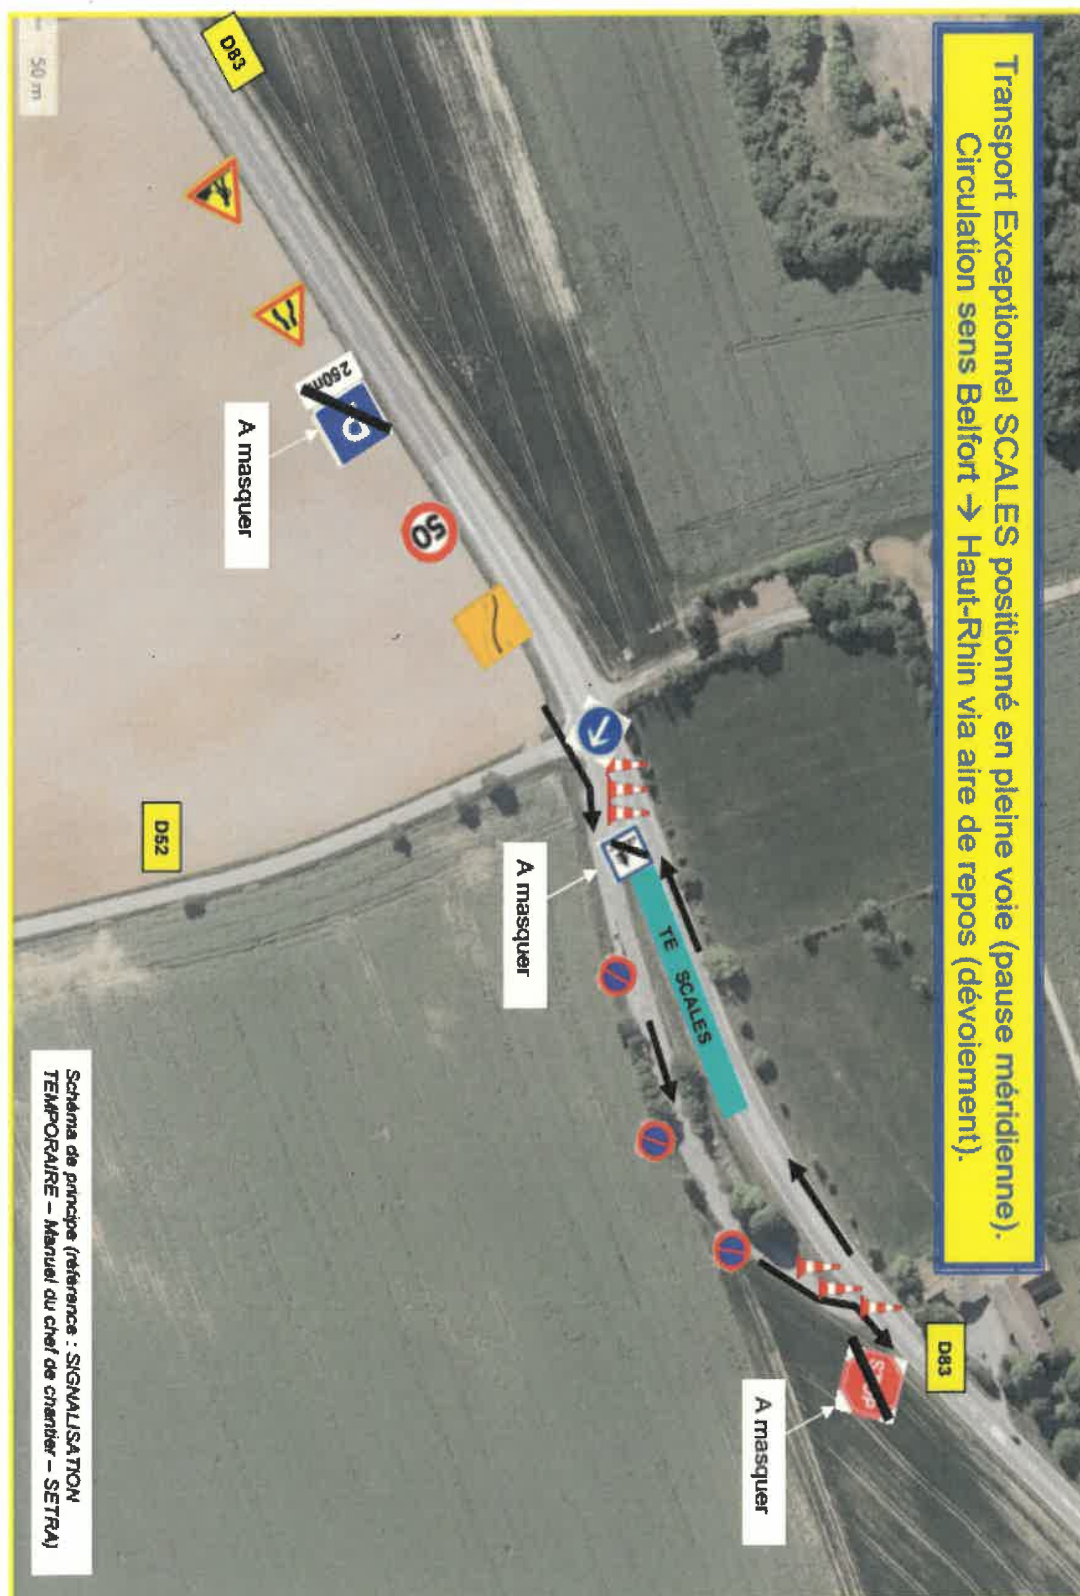 Transport Exceptionnel SCALES positionné en pleine voie (pause méridienne).
Circulation sens Belfort → Haut-Rhin via aire de repos (dévoiement).
D83
50 m
260m
A masquer
50
D52
A masquer
TE SCALES
D83
STOP
A masquer
Schéma de principe (référence : SIGNALISATION
TEMPORAIRE – Manuel du chef de chantier – SETRA)